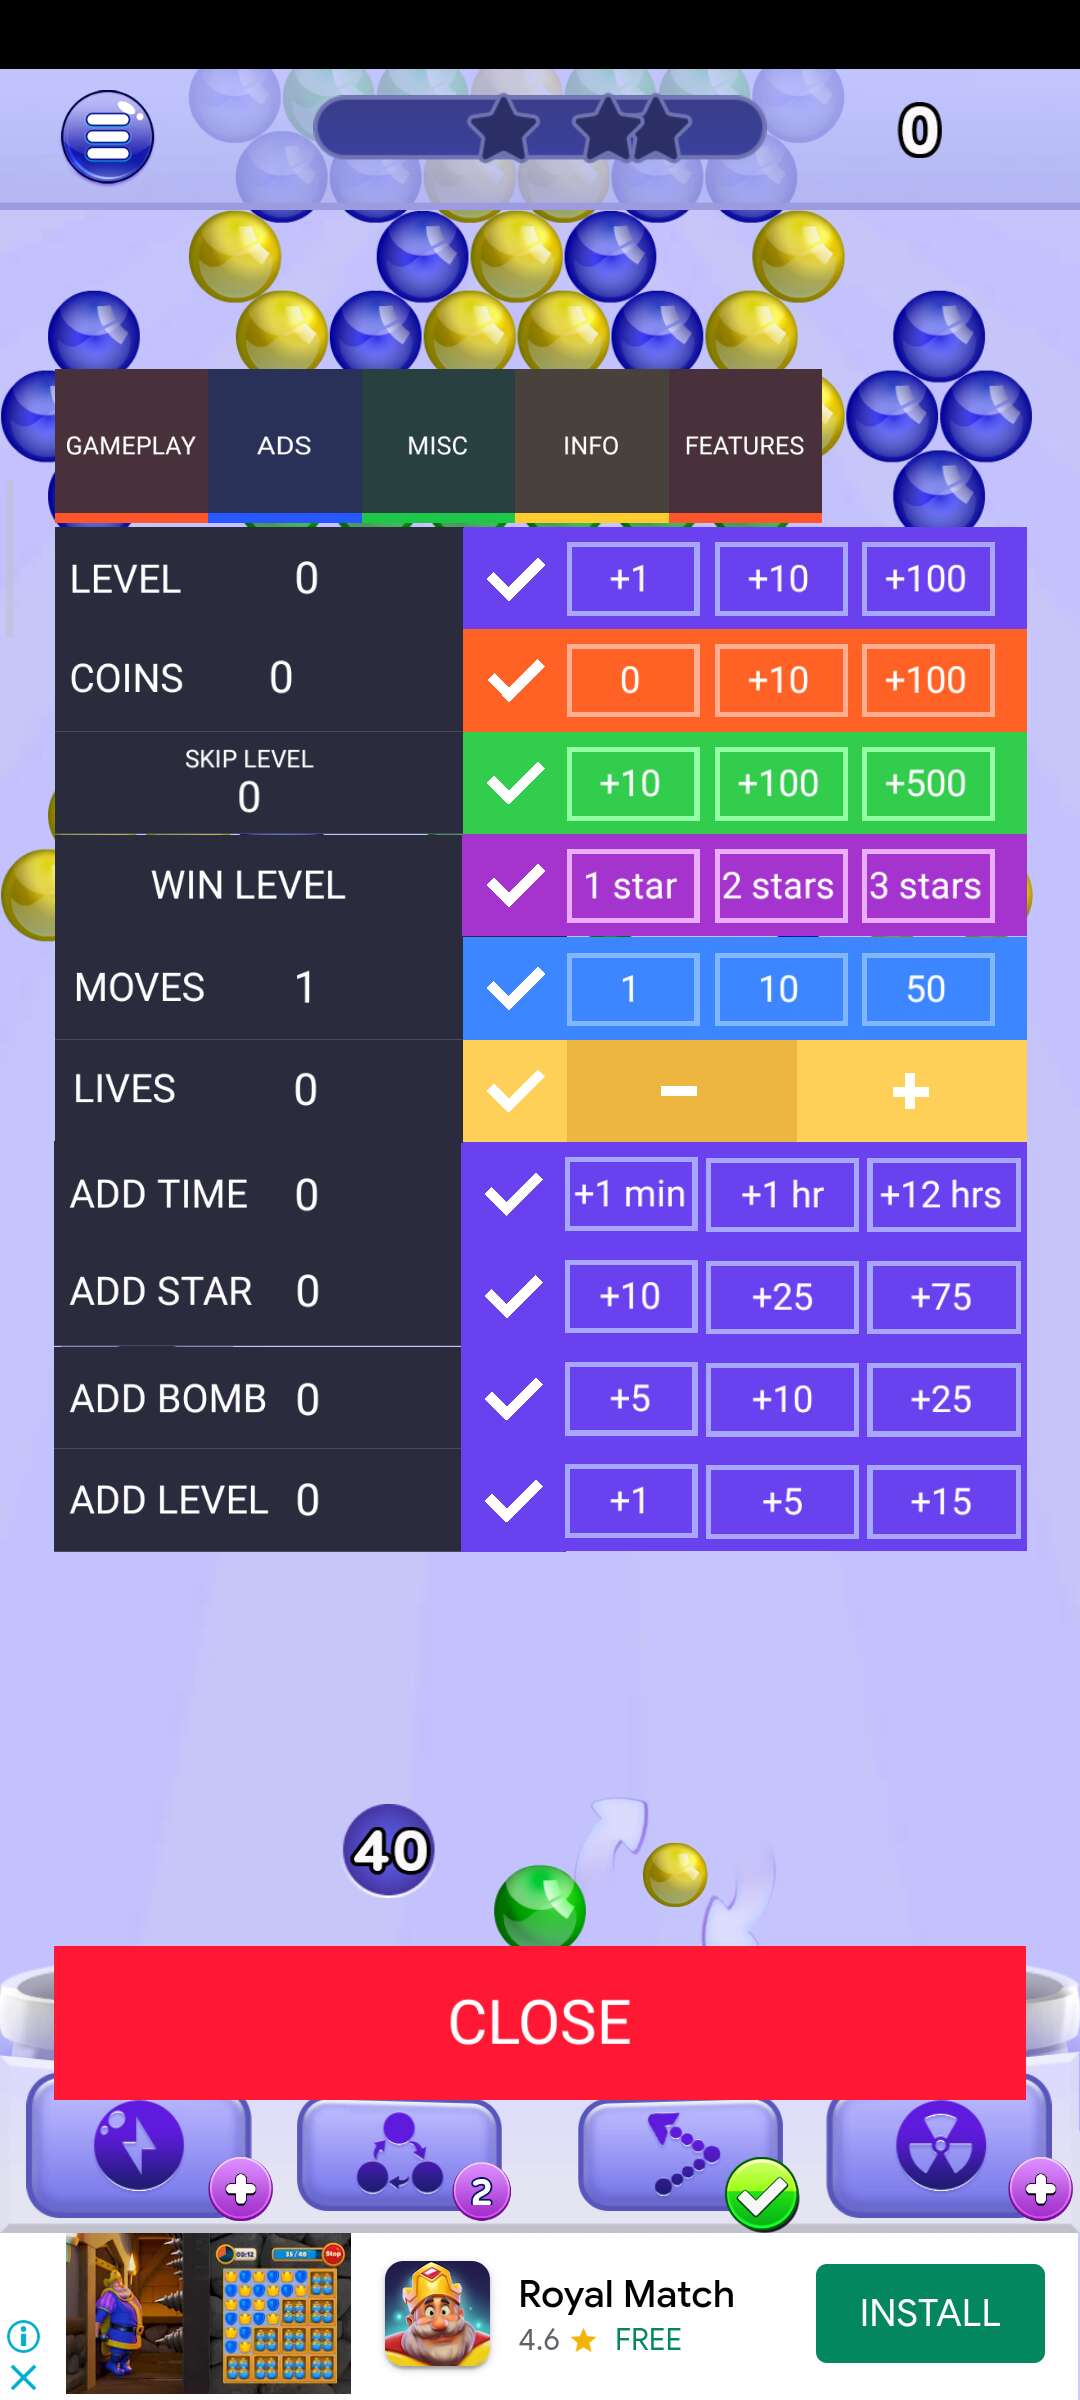 0
GAMEPLAY ADS MISC INFO FEATURES
LEVEL 0 +1 +10 +100
COINS 0 0 +10 +100
SKIP LEVEL
0 +10 +100 +500
WIN LEVEL 1 star 2 stars 3 stars
MOVES 1 1 10 50
LIVES 0 - +
ADD TIME 0 +1 min +1 hr +12 hrs
ADD STAR 0 +10 +25 +75
ADD BOMB 0 +5 +10 +25
ADD LEVEL 0 +1 +5 +15
40
CLOSE
2
00:12 Stop
Royal Match
4.6 FREE
INSTALL